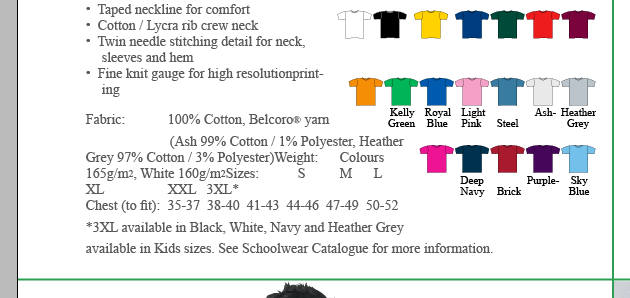 • Taped neckline for comfort
• Cotton / Lycra rib crew neck
• Twin needle stitching detail for neck,
sleeves and hem
• Fine knit gauge for high resolutionprint-
ing
Fabric: 100% Cotton, Belcoro® yarn
(Ash 99% Cotton / 1% Polyester, Heather
Grey 97% Cotton / 3% Polyester)Weight: Colours
165g/m2, White 160g/m2Sizes: S M L
XL XXL 3XL*
Chest (to fit): 35-37 38-40 41-43 44-46 47-49 50-52
*3XL available in Black, White, Navy and Heather Grey
available in Kids sizes. See Schoolwear Catalogue for more information.
Kelly Royal Light Ash- Heather
Green Blue Pink Steel Grey
Deep Purple- Sky
Navy Brick Blue